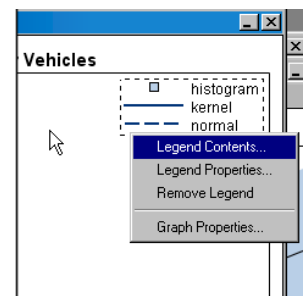 Vehicles
histogram
kernel
normal
Legend Contents...
Legend Properties...
Remove Legend
Graph Properties...